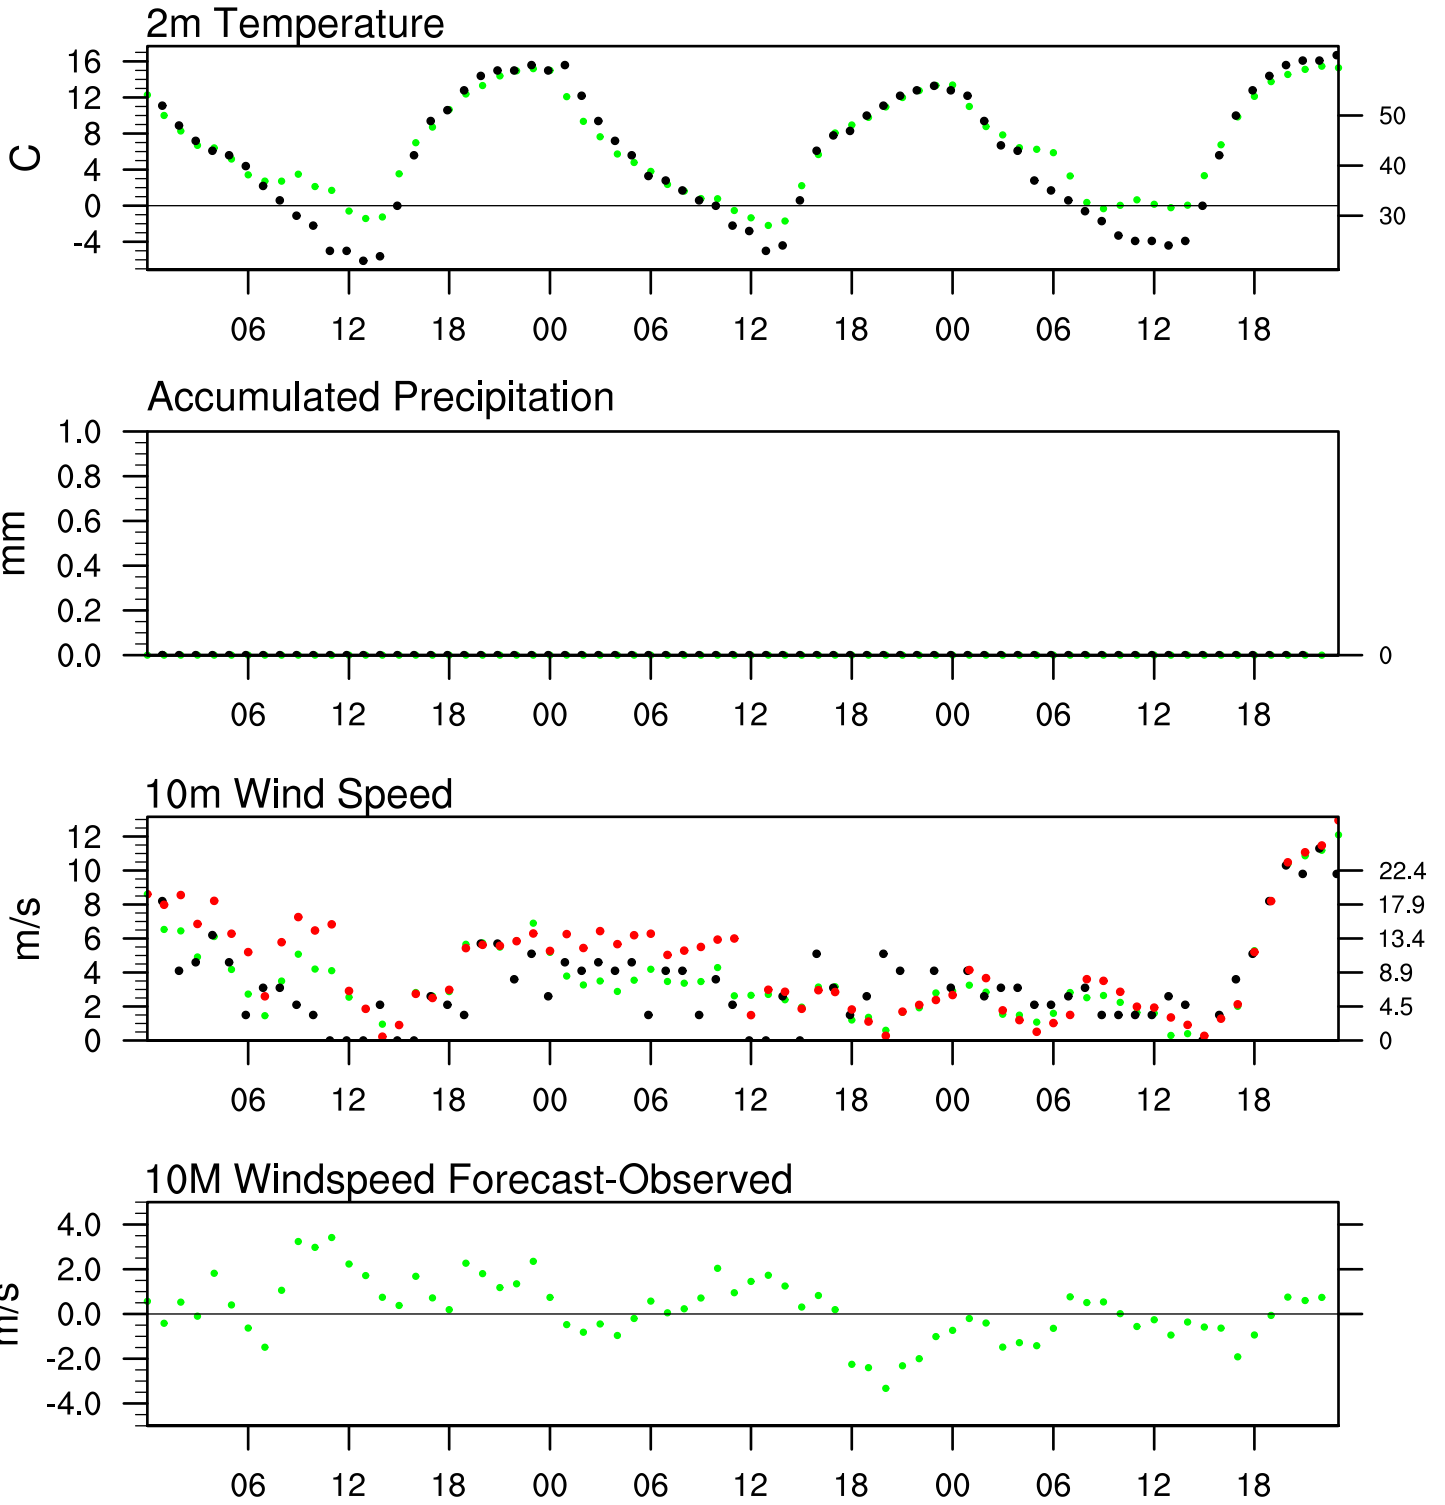 2m Temperature
C
16
12
8
4
0
-4
50
40
30
06 12 18 00 06 12 18 00 06 12 18
Accumulated Precipitation
mm
1.0
0.8
0.6
0.4
0.2
0.0
0
06 12 18 00 06 12 18 00 06 12 18
10m Wind Speed
m/s
12
10
8
6
4
2
0
22.4
17.9
13.4
8.9
4.5
0
06 12 18 00 06 12 18 00 06 12 18
10M Windspeed Forecast-Observed
m/s
4.0
2.0
0.0
-2.0
-4.0
06 12 18 00 06 12 18 00 06 12 18